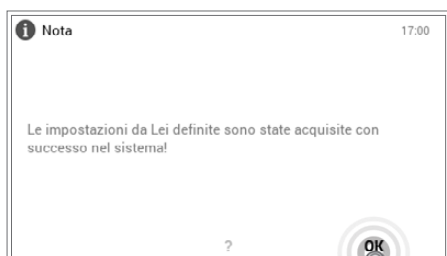 Nota 17:00
Le impostazioni da Lei definite sono state acquisite con
successo nel sistema!
? OK